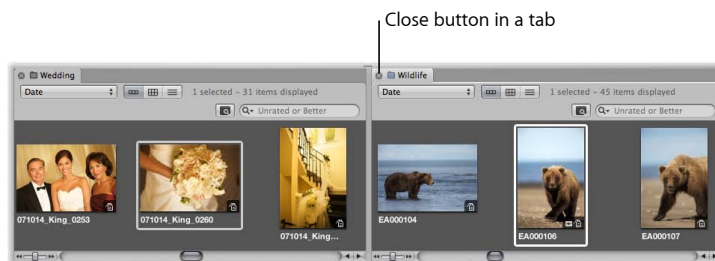 Close button in a tab
Wedding
Date
1 selected – 31 items displayed
Unrated or Better
071014_King_0253
071014_King_0260
071014_King...
Wildlife
Date
1 selected – 45 items displayed
Unrated or Better
EA000104
EA000106
EA000107